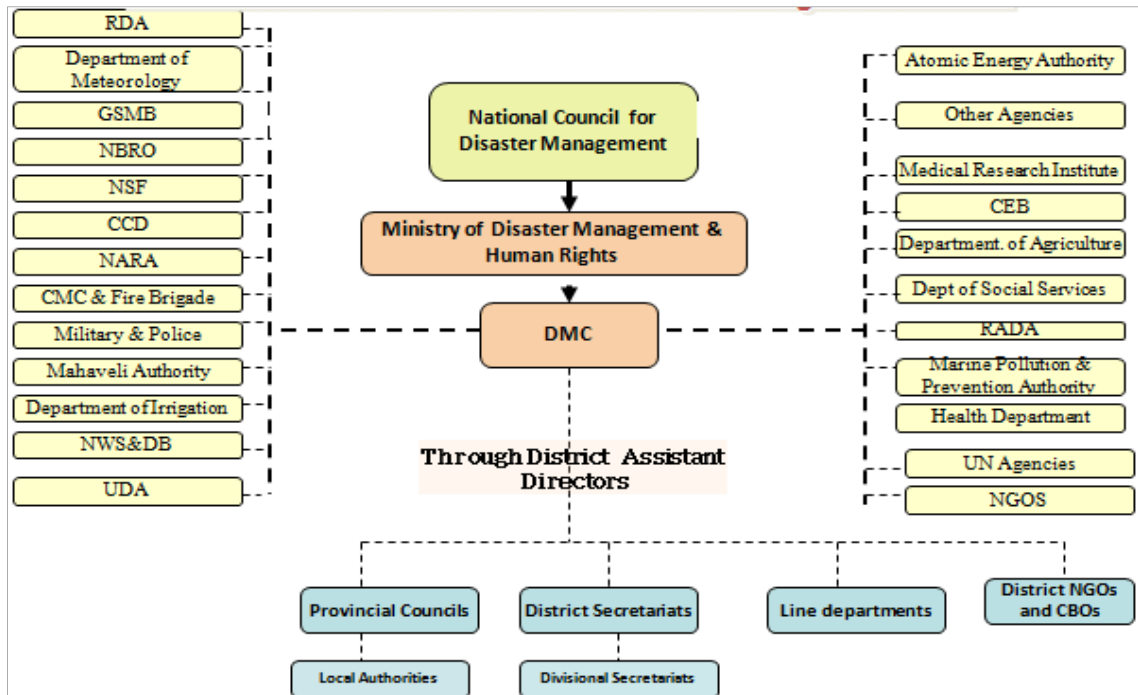 RDA
Department of
Meteorology
GSMB
NBRO
NSF
CCD
NARA
CMC & Fire Brigade
Military & Police
Mahaveli Authority
Department of Irrigation
NWS&DB
UDA
National Council for
Disaster Management
Ministry of Disaster Management &
Human Rights
DMC
Through District Assistant
Directors
Atomic Energy Authority
Other Agencies
Medical Research Institute
CEB
Department. of Agriculture
Dept of Social Services
RADA
Marine Pollution &
Prevention Authority
Health Department
UN Agencies
NGOS
Provincial Councils
District Secretariats
Line departments
District NGOs
and CBOs
Local Authorities
Divisional Secretariats